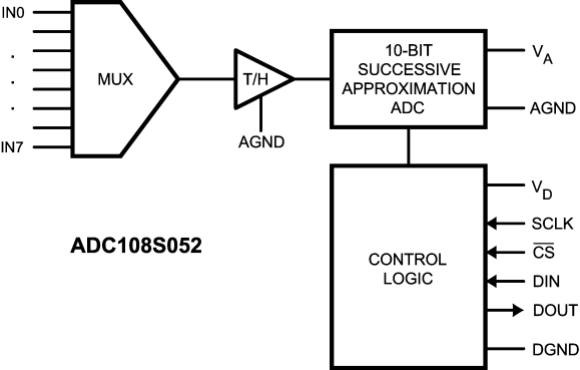 IN0
.
.
.
IN7
MUX
T/H
AGND
10-BIT
SUCCESSIVE
APPROXIMATION
ADC
VA
AGND
CONTROL
LOGIC
VD
SCLK
C̅S̅
DIN
DOUT
DGND
ADC108S052